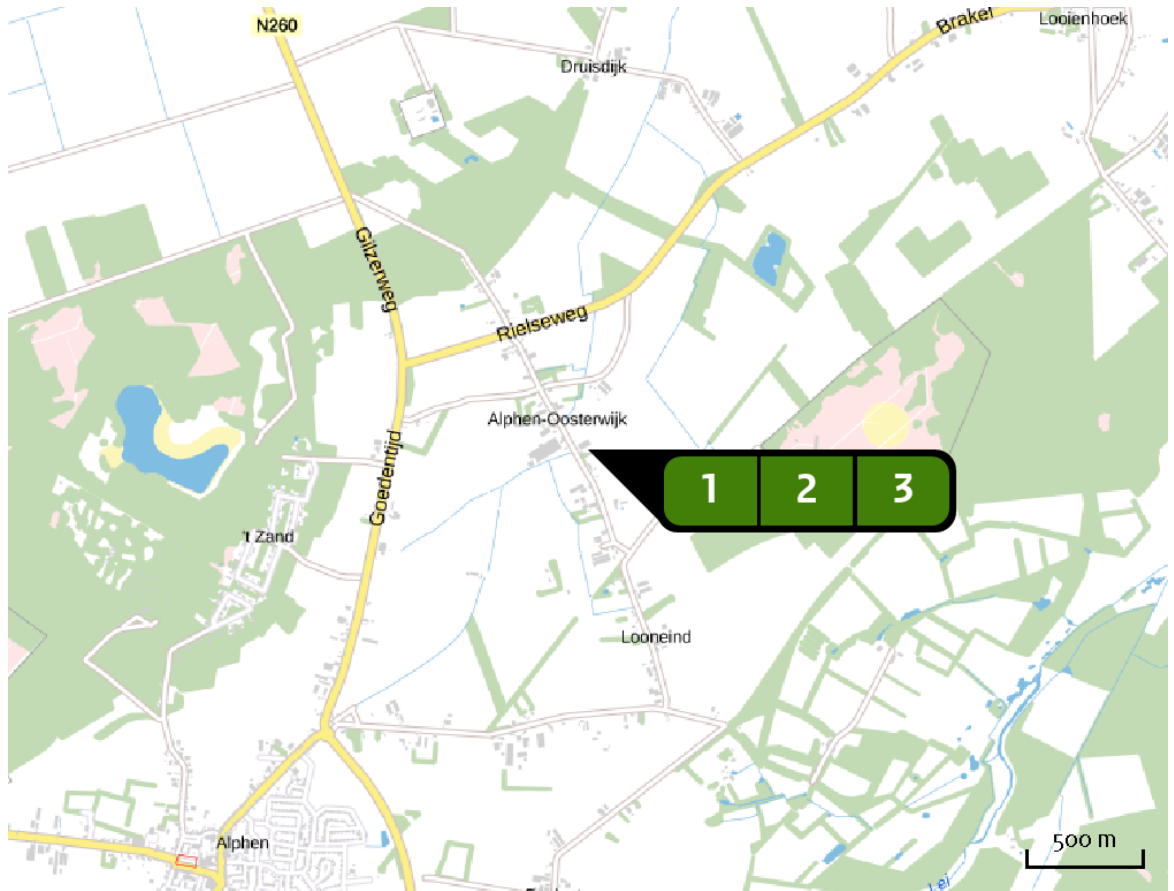 N260
Brakel
Looienhoek
Druisdijk
Gilzerweg
Rielseweg
Alphen-Oosterwijk
Goedentijd
1 2 3
't Zand
Looneind
Alphen
500 m
Lei